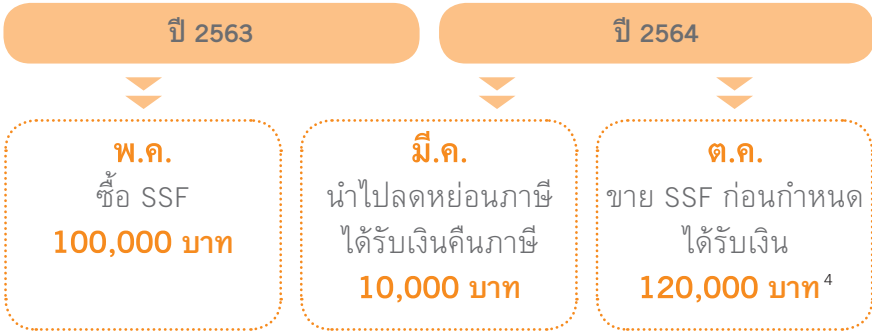 ปี 2563
ปี 2564
พ.ค.
ซื้อ SSF
100,000 บาท
มี.ค.
นำไปลดหย่อนภาษี
ได้รับเงินคืนภาษี
10,000 บาท
ต.ค.
ขาย SSF ก่อนกำหนด
ได้รับเงิน
120,000 บาท 4